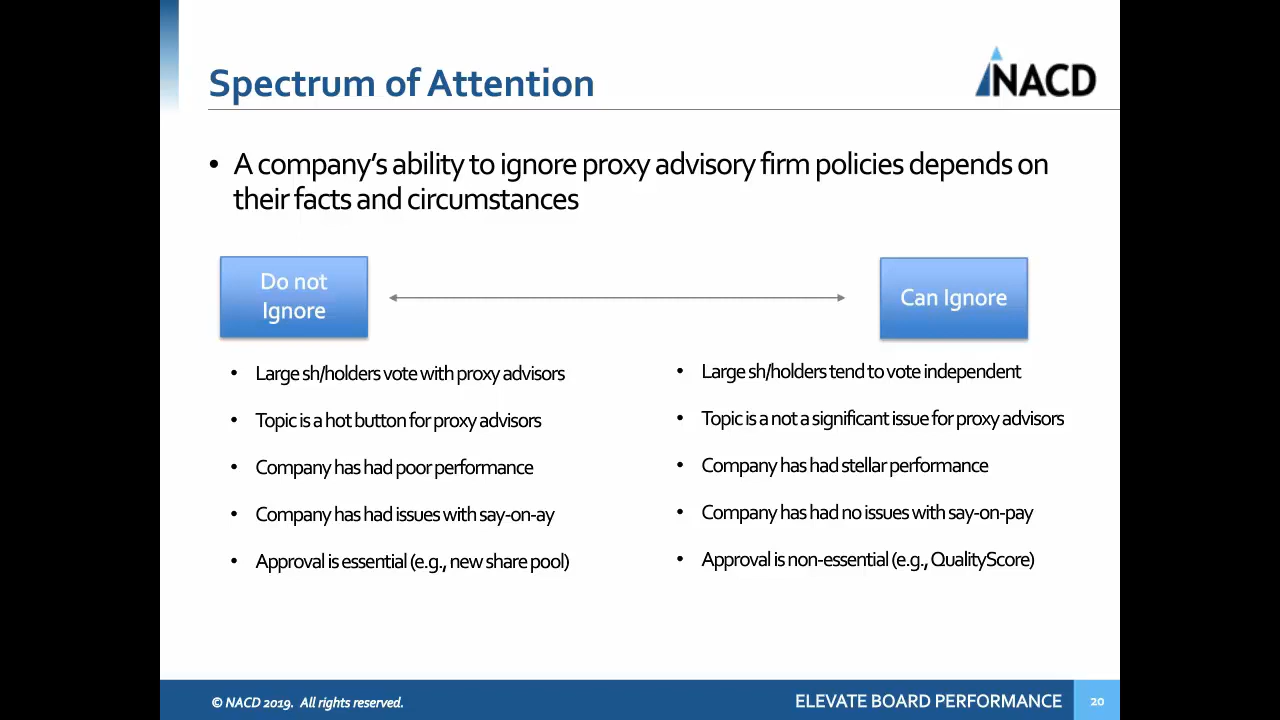 Spectrum of Attention
NACD
• A company's ability to ignore proxy advisory firm policies depends on
their facts and circumstances
Do not
Ignore
Can Ignore
• Large sh/holders vote with proxy advisors
• Topic is a hot button for proxy advisors
• Company has had poor performance
• Company has had issues with say-on-ay
• Approval is essential (e.g., new share pool)
• Large sh/holders tend to vote independent
• Topic is a not a significant issue for proxy advisors
• Company has had stellar performance
• Company has had no issues with say-on-pay
• Approval is non-essential (e.g., QualityScore)
© NACD 2019. All rights reserved.
ELEVATE BOARD PERFORMANCE
20